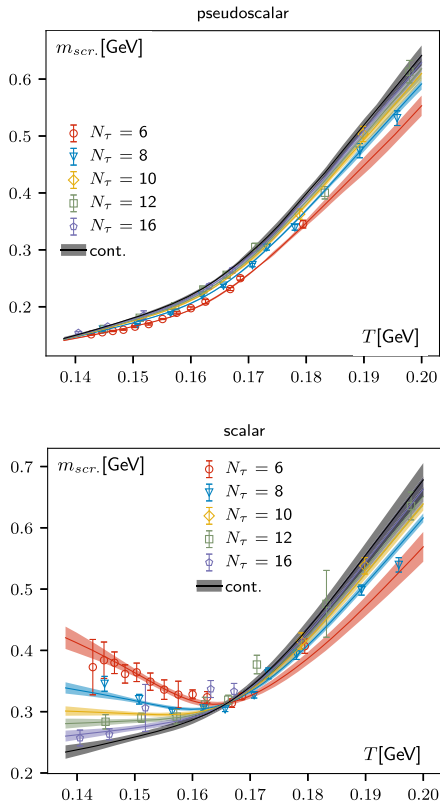 pseudoscalar
m_scr.[GeV]
0.6
0.5
0.4
0.3
0.2
N_τ = 6
N_τ = 8
N_τ = 10
N_τ = 12
N_τ = 16
cont.
T[GeV]
0.14 0.15 0.16 0.17 0.18 0.19 0.20
scalar
m_scr.[GeV]
0.7
0.6
0.5
0.4
0.3
0.2
N_τ = 6
N_τ = 8
N_τ = 10
N_τ = 12
N_τ = 16
cont.
T[GeV]
0.14 0.15 0.16 0.17 0.18 0.19 0.20